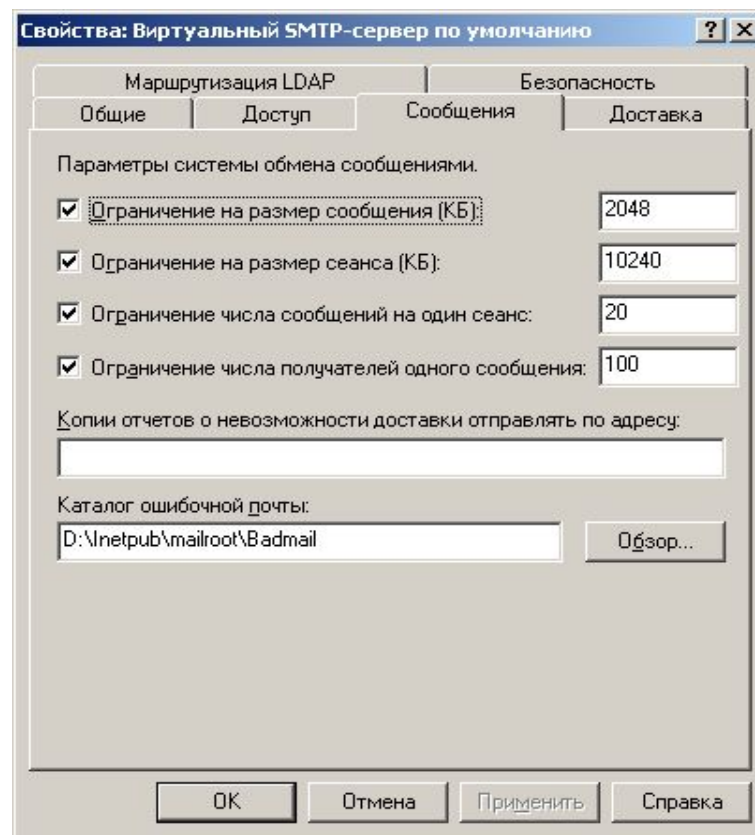 Свойства: Виртуальный SMTP-сервер по умолчанию
Маршрутизация LDAP Безопасность
Общие Доступ Сообщения Доставка
Параметры системы обмена сообщениями.
Ограничение на размер сообщения (КБ): 2048
Ограничение на размер сеанса (КБ): 10240
Ограничение числа сообщений на один сеанс: 20
Ограничение числа получателей одного сообщения: 100
Копии отчетов о невозможности доставки отправлять по адресу:
Каталог ошибочной почты:
D:\Inetpub\mailroot\Badmail Обзор...
OK Отмена Применить Справка